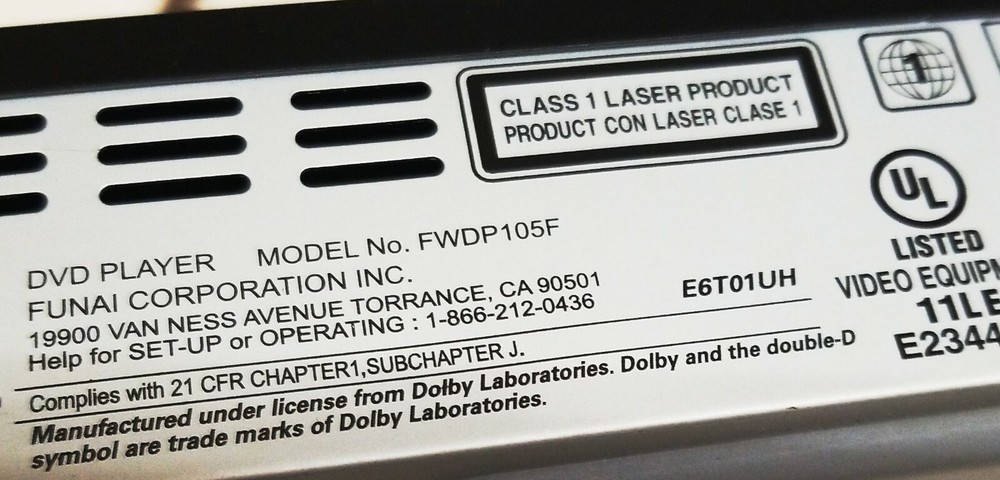 CLASS 1 LASER PRODUCT
PRODUCT CON LASER CLASE 1
1
UL
LISTED
VIDEO
11LE
E2344
DVD PLAYER MODEL No. FWDP105F
FUNAI CORPORATION INC.
19900 VAN NESS AVENUE TORRANCE, CA 90501
Help for SET-UP or OPERATING : 1-866-212-0436
E6T01UH
Complies with 21 CFR CHAPTER1,SUBCHAPTER J.
Manufactured under license from Dolby Laboratories. Dolby and the double-D
symbol are trade marks of Dolby Laboratories.